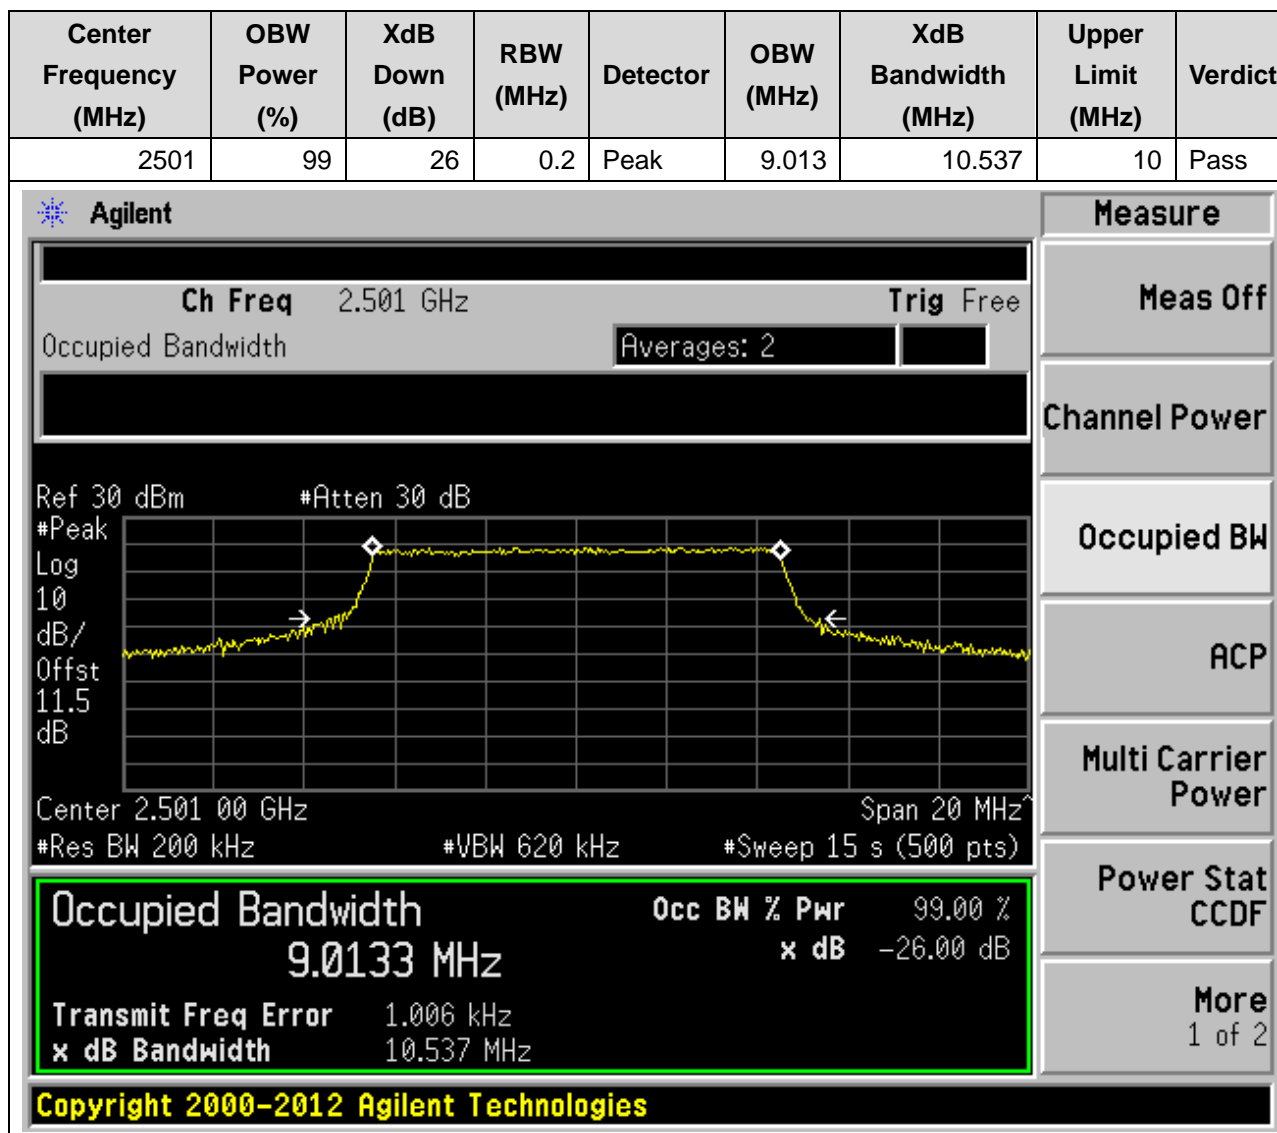 Center Frequency (MHz) OBW Power (%) XdB Down (dB) RBW (MHz) Detector OBW (MHz) XdB Bandwidth (MHz) Upper Limit (MHz) Verdict
2501 99 26 0.2 Peak 9.013 10.537 10 Pass
Agilent
Measure
Ch Freq 2.501 GHz Trig Free
Meas Off
Occupied Bandwidth Averages: 2
Channel Power
Ref 30 dBm #Atten 30 dB
#Peak
Log
10
dB/
Offst
11.5
dB
Occupied BW
ACP
Multi Carrier
Power
Center 2.501 00 GHz Span 20 MHz^
#Res BW 200 kHz #VBW 620 kHz #Sweep 15 s (500 pts)
Power Stat
CCDF
Occupied Bandwidth Occ BW % Pwr 99.00 %
9.0133 MHz x dB -26.00 dB
Transmit Freq Error 1.006 kHz
x dB Bandwidth 10.537 MHz
More
1 of 2
Copyright 2000-2012 Agilent Technologies